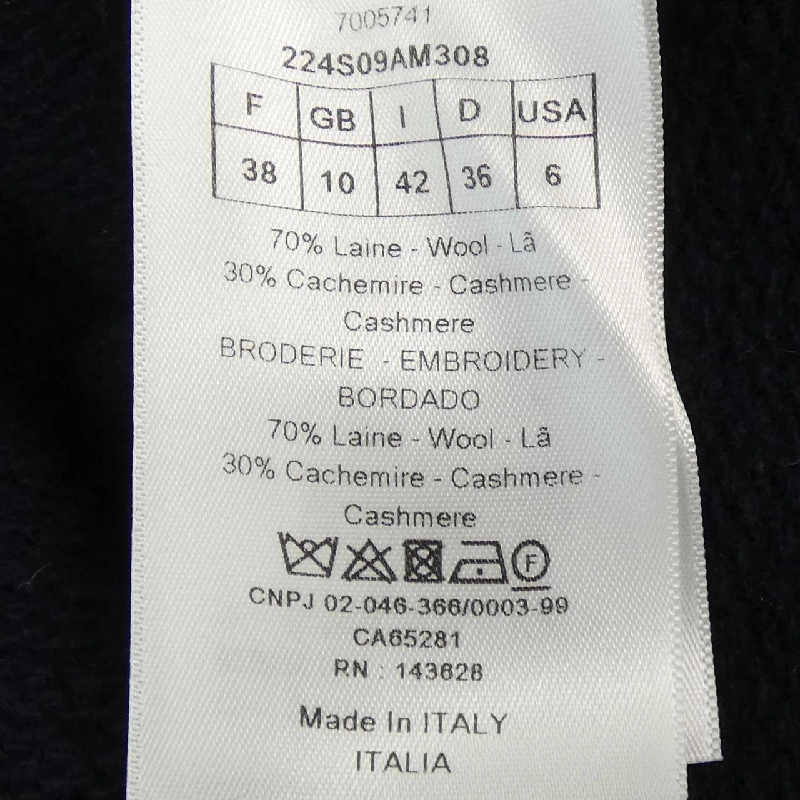 7005741
224S09AM308
F GB I D USA
38 10 42 36 6
70% Laine - Wool - Lã
30% Cachemire - Cashmere -
Cashmere
BRODERIE - EMBROIDERY -
BORDADO
70% Laine - Wool - Lã
30% Cachemire - Cashmere -
Cashmere
F
CNPJ 02-046-366/0003-99
CA65281
RN : 143628
Made In ITALY
ITALIA